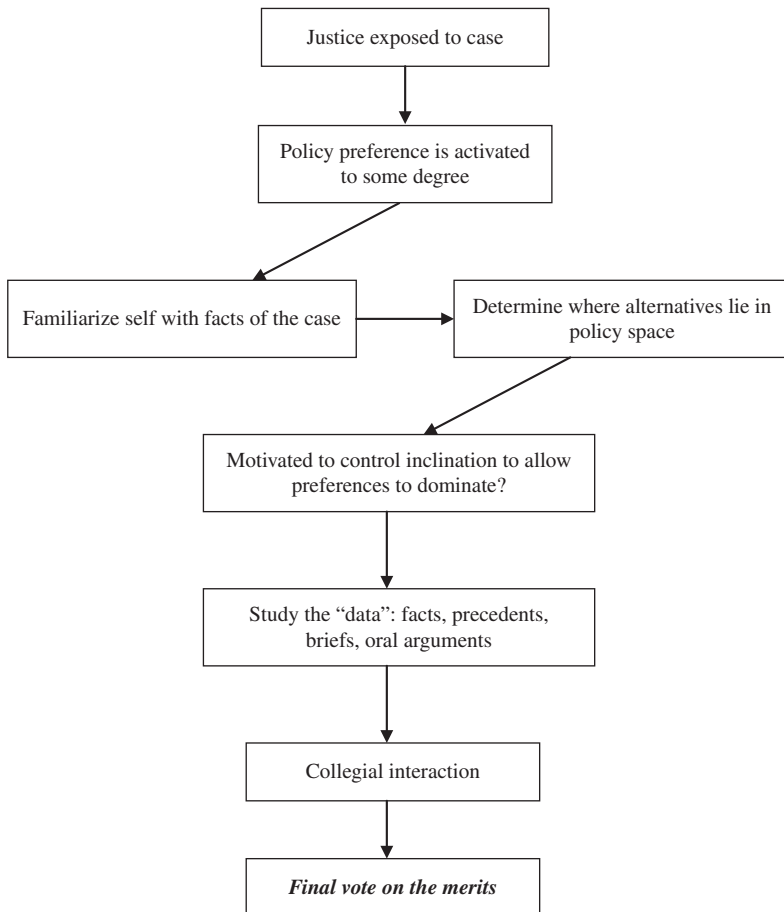 Justice exposed to case
Policy preference is activated
to some degree
Familiarize self with facts of the case
Determine where alternatives lie in
policy space
Motivated to control inclination to allow
preferences to dominate?
Study the “data”: facts, precedents,
briefs, oral arguments
Collegial interaction
Final vote on the merits